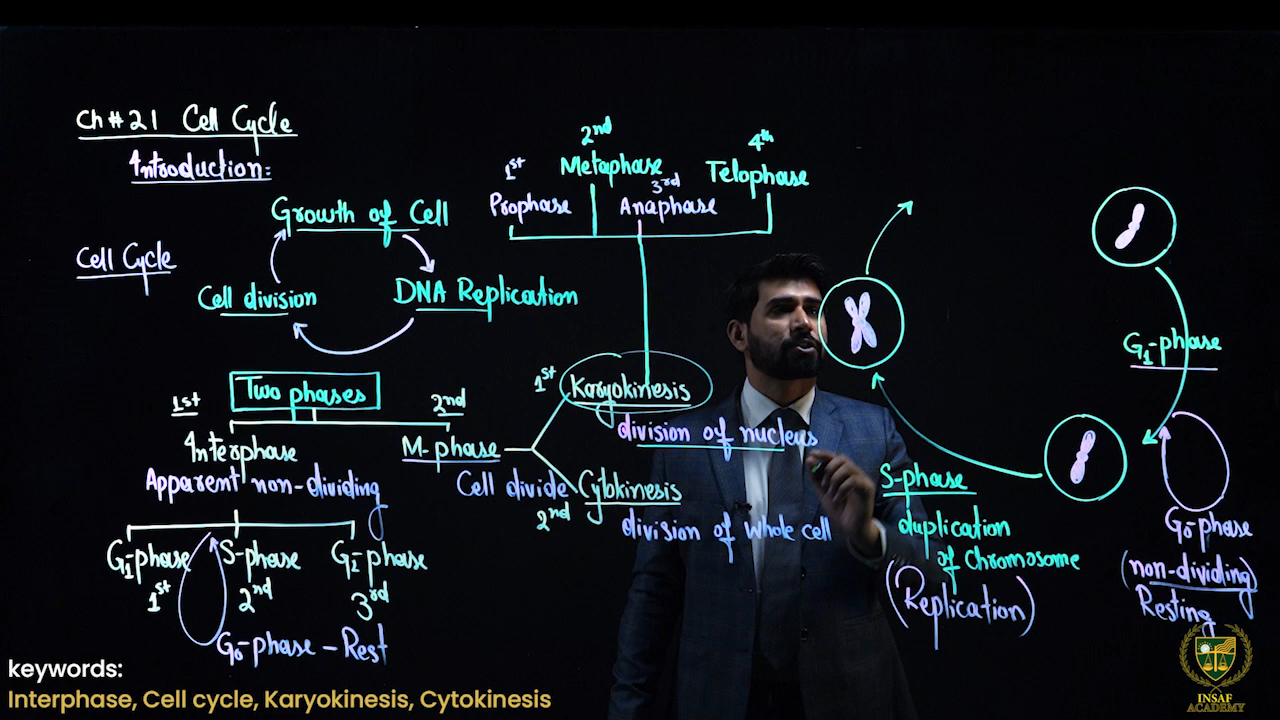 Ch # 21 Cell Cycle
Introduction:
Cell Cycle
Growth of Cell
DNA Replication
Cell division
Two phases
1st
Interphase
Apparent non-dividing
2nd
M-phase
Cell divide
G1-phase
1st
S-phase
2nd
G2-phase
3rd
G0-phase - Rest
1st
Prophase
2nd
Metaphase
3rd
Anaphase
4th
Telophase
1st
Karyokinesis
division of nucleus
2nd
Cytokinesis
division of whole cell
G1-phase
G0-phase
(non-dividing)
Resting
S-phase
duplication
of Chromosome
(Replication)
keywords:
Interphase, Cell cycle, Karyokinesis, Cytokinesis
INSAF
ACADEMY